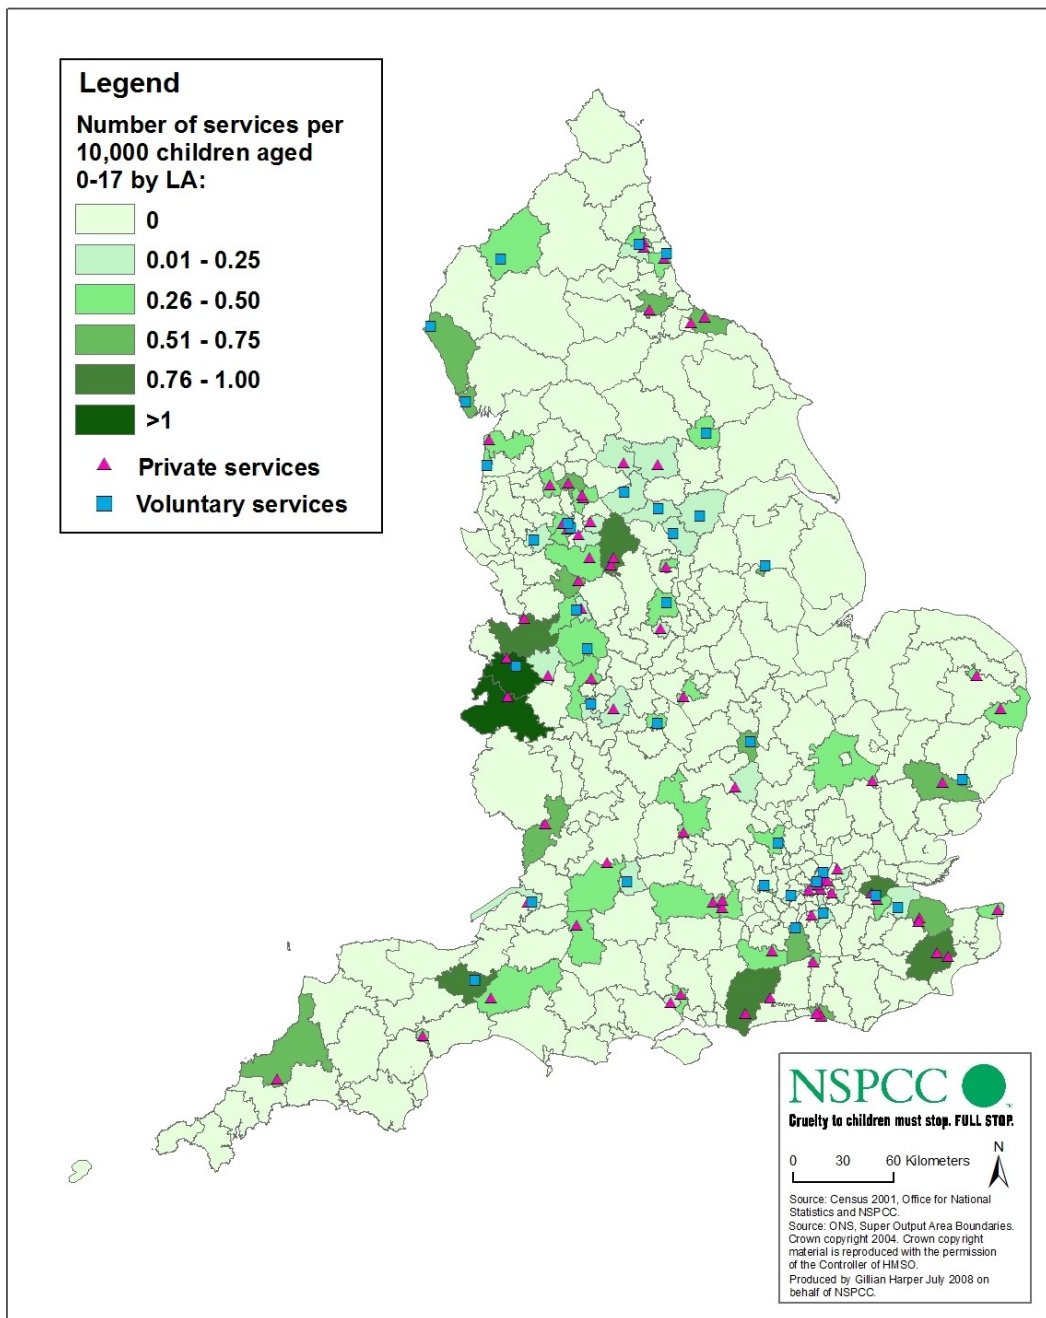 Legend
Number of services per
10,000 children aged
0-17 by LA:
0
0.01 - 0.25
0.26 - 0.50
0.51 - 0.75
0.76 - 1.00
>1
Private services
Voluntary services
NSPCC
Cruelty to children must stop. FULL STOP.
N
0 30 60 Kilometers
Source: Census 2001, Office for National
Statistics and NSPCC.
Source: ONS, Super Output Area Boundaries.
Crown copyright 2004. Crown copyright
material is reproduced with the permission
of the Controller of HMSO.
Produced by Gillian Harper July 2008 on
behalf of NSPCC.